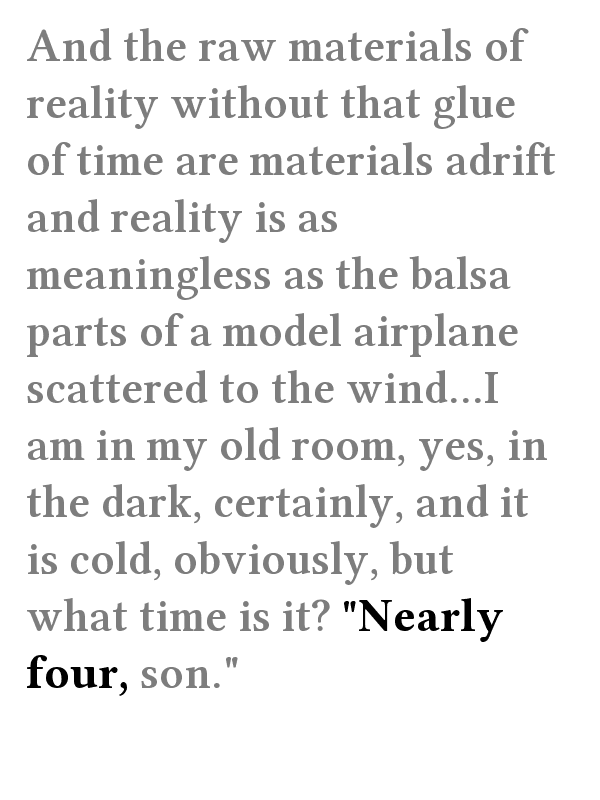 And the raw materials of
reality without that glue
of time are materials adrift
and reality is as
meaningless as the balsa
parts of a model airplane
scattered to the wind...I
am in my old room, yes, in
the dark, certainly, and it
is cold, obviously, but
what time is it? "Nearly
four, son."